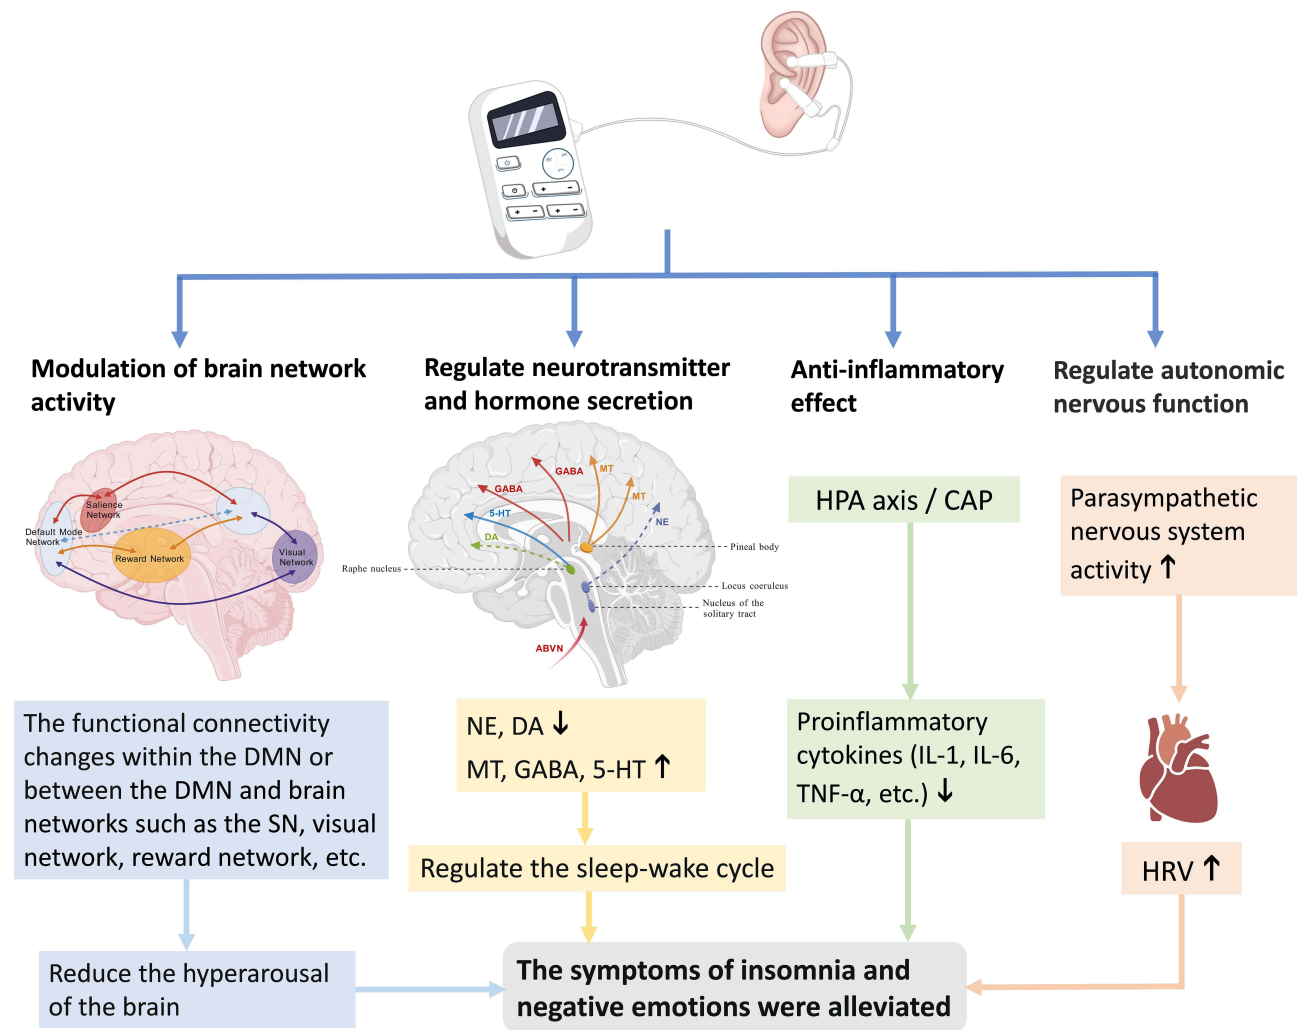 Modulation of brain network
activity
Regulate neurotransmitter
and hormone secretion
Anti-inflammatory
effect
Regulate autonomic
nervous function
Salience
Network
Default Mode
Network
Reward Network
Visual
Network
GABA
GABA
MT
MT
5-HT
NE
DA
Pineal body
Raphe nucleus
Locus coeruleus
Nucleus of the
solitary tract
ABVN
HPA axis / CAP
Parasympathetic
nervous system
activity ↑
The functional connectivity
changes within the DMN or
between the DMN and brain
networks such as the SN, visual
network, reward network, etc.
NE, DA ↓
MT, GABA, 5-HT ↑
Proinflammatory
cytokines (IL-1, IL-6,
TNF-α, etc.) ↓
Regulate the sleep-wake cycle
HRV ↑
Reduce the hyperarousal
of the brain
The symptoms of insomnia and
negative emotions were alleviated